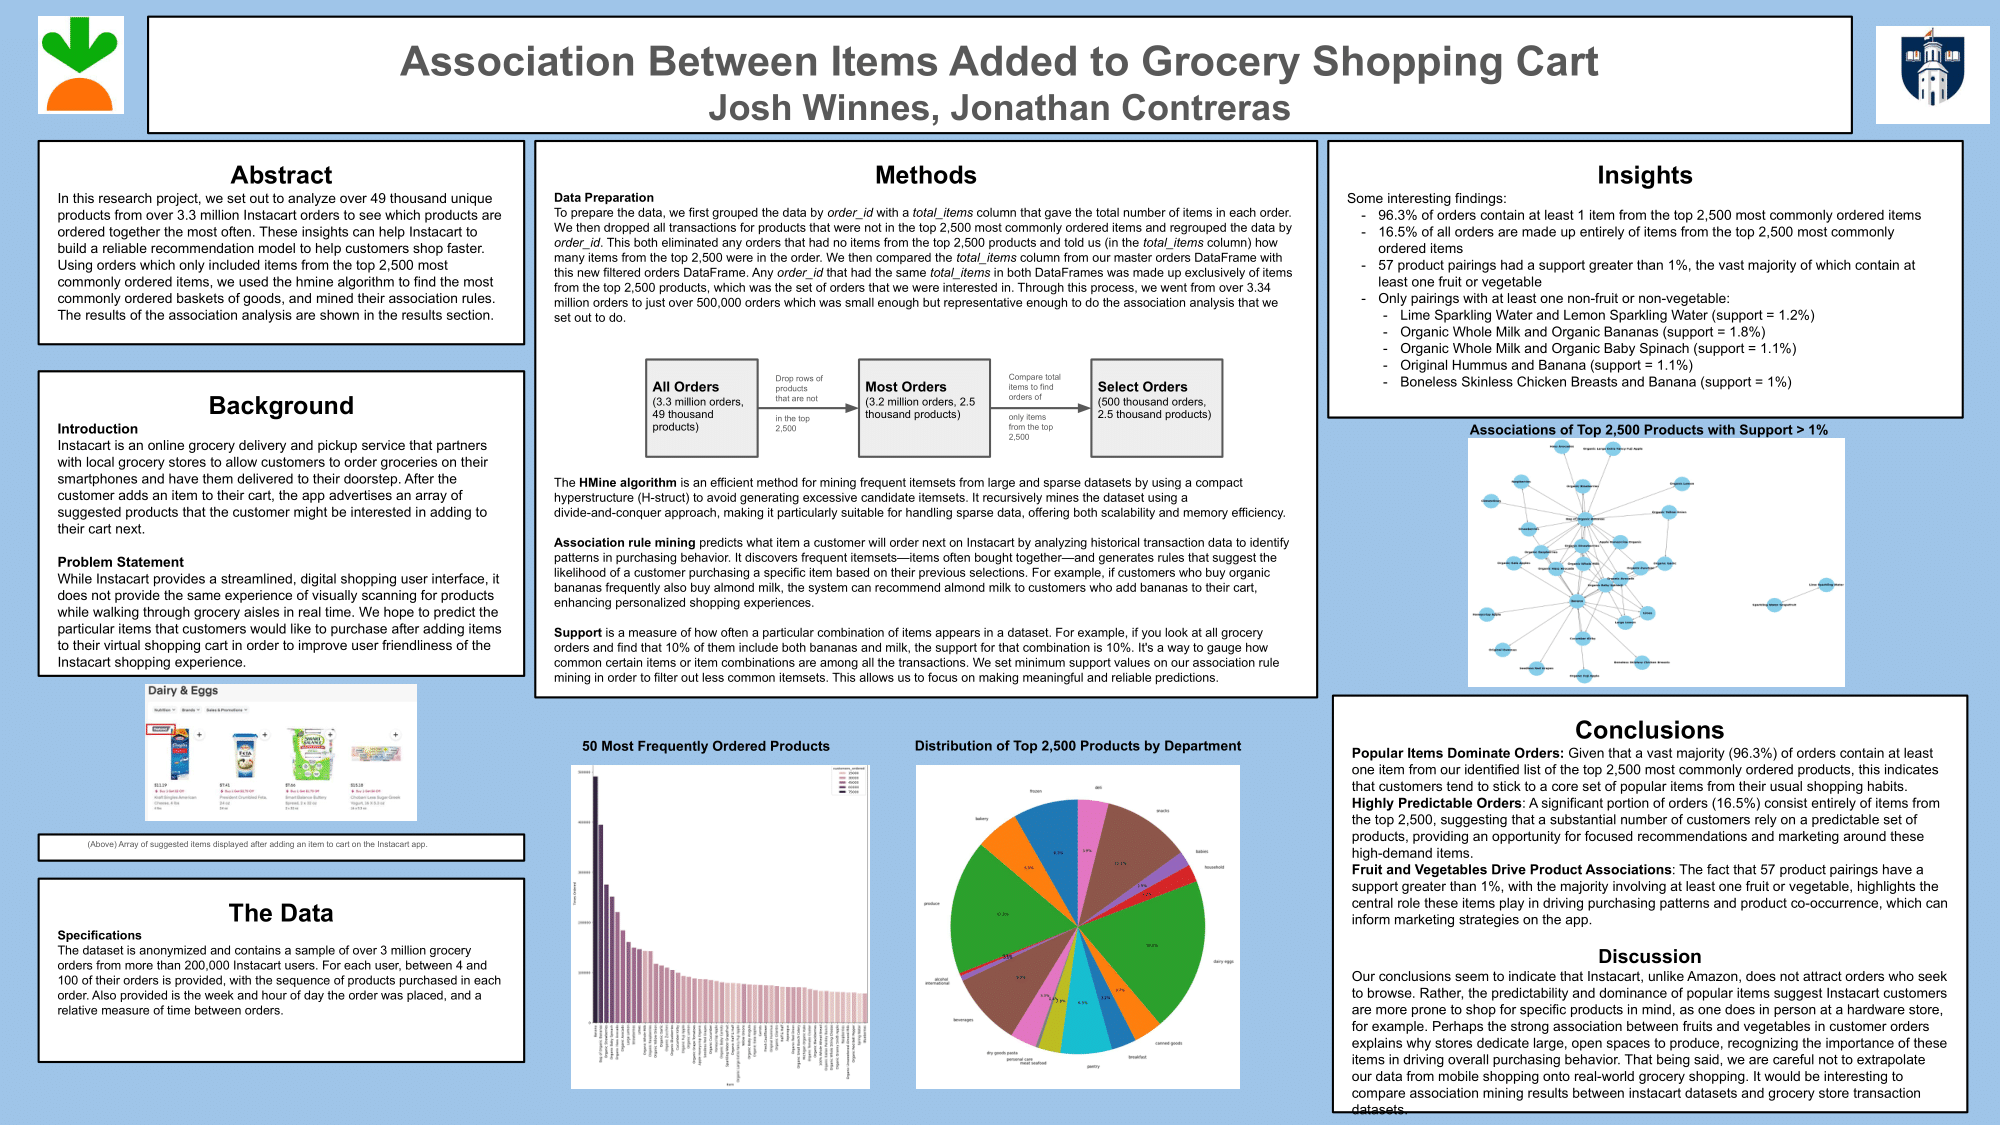 Association Between Items Added to Grocery Shopping Cart
Josh Winnes, Jonathan Contreras
Abstract
In this research project, we set out to analyze over 49 thousand unique
products from over 3.3 million Instacart orders to see which products are
ordered together the most often. These insights can help Instacart to
build a reliable recommendation model to help customers shop faster.
Using orders which only included items from the top 2,500 most
commonly ordered items, we used the hmine algorithm to find the most
commonly ordered baskets of goods, and mined their association rules.
The results of the association analysis are shown in the results section.
Background
Introduction
Instacart is an online grocery delivery and pickup service that partners
with local grocery stores to allow customers to order groceries on their
smartphones and have them delivered to their doorstep. After the
customer adds an item to their cart, the app advertises an array of
suggested products that the customer might be interested in adding to
their cart next.
Problem Statement
While Instacart provides a streamlined, digital shopping user interface, it
does not provide the same experience of visually scanning for products
while walking through grocery aisles in real time. We hope to predict the
particular items that customers would like to purchase after adding items
to their virtual shopping cart in order to improve user friendliness of the
Instacart shopping experience.
Dairy & Eggs
Nutrition
Brands
Sales & Promotions
(Above) Array of suggested items displayed after adding an item to cart on the Instacart app.
The Data
Specifications
The dataset is anonymized and contains a sample of over 3 million grocery
orders from more than 200,000 Instacart users. For each user, between 4 and
100 of their orders is provided, with the sequence of products purchased in each
order. Also provided is the week and hour of day the order was placed, and a
relative measure of time between orders.
Methods
Data Preparation
To prepare the data, we first grouped the data by order_id with a total_items column that gave the total number of items in each order.
We then dropped all transactions for products that were not in the top 2,500 most commonly ordered items and regrouped the data by
order_id. This both eliminated any orders that had no items from the top 2,500 products and told us (in the total_items column) how
many items from the top 2,500 were in the order. We then compared the total_items column from our master orders DataFrame with
this new filtered orders DataFrame. Any order_id that had the same total_items in both DataFrames was made up exclusively of items
from the top 2,500 products, which was the set of orders that we were interested in. Through this process, we went from over 3.34
million orders to just over 500,000 orders which was small enough but representative enough to do the association analysis that we
set out to do.
All Orders
(3.3 million orders,
49 thousand
products)
Drop rows of
products
that are not
in the top
2,500
Most Orders
(3.2 million orders, 2.5
thousand products)
Compare total
items to find
orders of
only items
from the top
2,500
Select Orders
(500 thousand orders,
2.5 thousand products)
The HMine algorithm is an efficient method for mining frequent itemsets from large and sparse datasets by using a compact
hyperstructure (H-struct) to avoid generating excessive candidate itemsets. It recursively mines the dataset using a
divide-and-conquer approach, making it particularly suitable for handling sparse data, offering both scalability and memory efficiency.
Association rule mining predicts what item a customer will order next on Instacart by analyzing historical transaction data to identify
patterns in purchasing behavior. It discovers frequent itemsets—items often bought together—and generates rules that suggest the
likelihood of a customer purchasing a specific item based on their previous selections. For example, if customers who buy organic
bananas frequently also buy almond milk, the system can recommend almond milk to customers who add bananas to their cart,
enhancing personalized shopping experiences.
Support is a measure of how often a particular combination of items appears in a dataset. For example, if you look at all grocery
orders and find that 10% of them include both bananas and milk, the support for that combination is 10%. It's a way to gauge how
common certain items or item combinations are among all the transactions. We set minimum support values on our association rule
mining in order to filter out less common itemsets. This allows us to focus on making meaningful and reliable predictions.
50 Most Frequently Ordered Products
Distribution of Top 2,500 Products by Department
frozen
deli
snacks
babies
household
dairy eggs
canned goods
breakfast
pantry
meat seafood
personal care
dry goods pasta
beverages
international
alcohol
produce
bakery
Insights
Some interesting findings:
- 96.3% of orders contain at least 1 item from the top 2,500 most commonly ordered items
- 16.5% of all orders are made up entirely of items from the top 2,500 most commonly
ordered items
- 57 product pairings had a support greater than 1%, the vast majority of which contain at
least one fruit or vegetable
- Only pairings with at least one non-fruit or non-vegetable:
- Lime Sparkling Water and Lemon Sparkling Water (support = 1.2%)
- Organic Whole Milk and Organic Bananas (support = 1.8%)
- Organic Whole Milk and Organic Baby Spinach (support = 1.1%)
- Original Hummus and Banana (support = 1.1%)
- Boneless Skinless Chicken Breasts and Banana (support = 1%)
Associations of Top 2,500 Products with Support > 1%
Conclusions
Popular Items Dominate Orders: Given that a vast majority (96.3%) of orders contain at least
one item from our identified list of the top 2,500 most commonly ordered products, this indicates
that customers tend to stick to a core set of popular items from their usual shopping habits.
Highly Predictable Orders: A significant portion of orders (16.5%) consist entirely of items from
the top 2,500, suggesting that a substantial number of customers rely on a predictable set of
products, providing an opportunity for focused recommendations and marketing around these
high-demand items.
Fruit and Vegetables Drive Product Associations: The fact that 57 product pairings have a
support greater than 1%, with the majority involving at least one fruit or vegetable, highlights the
central role these items play in driving purchasing patterns and product co-occurrence, which can
inform marketing strategies on the app.
Discussion
Our conclusions seem to indicate that Instacart, unlike Amazon, does not attract orders who seek
to browse. Rather, the predictability and dominance of popular items suggest Instacart customers
are more prone to shop for specific products in mind, as one does in person at a hardware store,
for example. Perhaps the strong association between fruits and vegetables in customer orders
explains why stores dedicate large, open spaces to produce, recognizing the importance of these
items in driving overall purchasing behavior. That being said, we are careful not to extrapolate
our data from mobile shopping onto real-world grocery shopping. It would be interesting to
compare association mining results between instacart datasets and grocery store transaction
datasets.